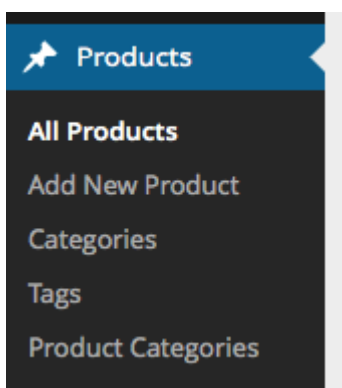 Products
All Products
Add New Product
Categories
Tags
Product Categories